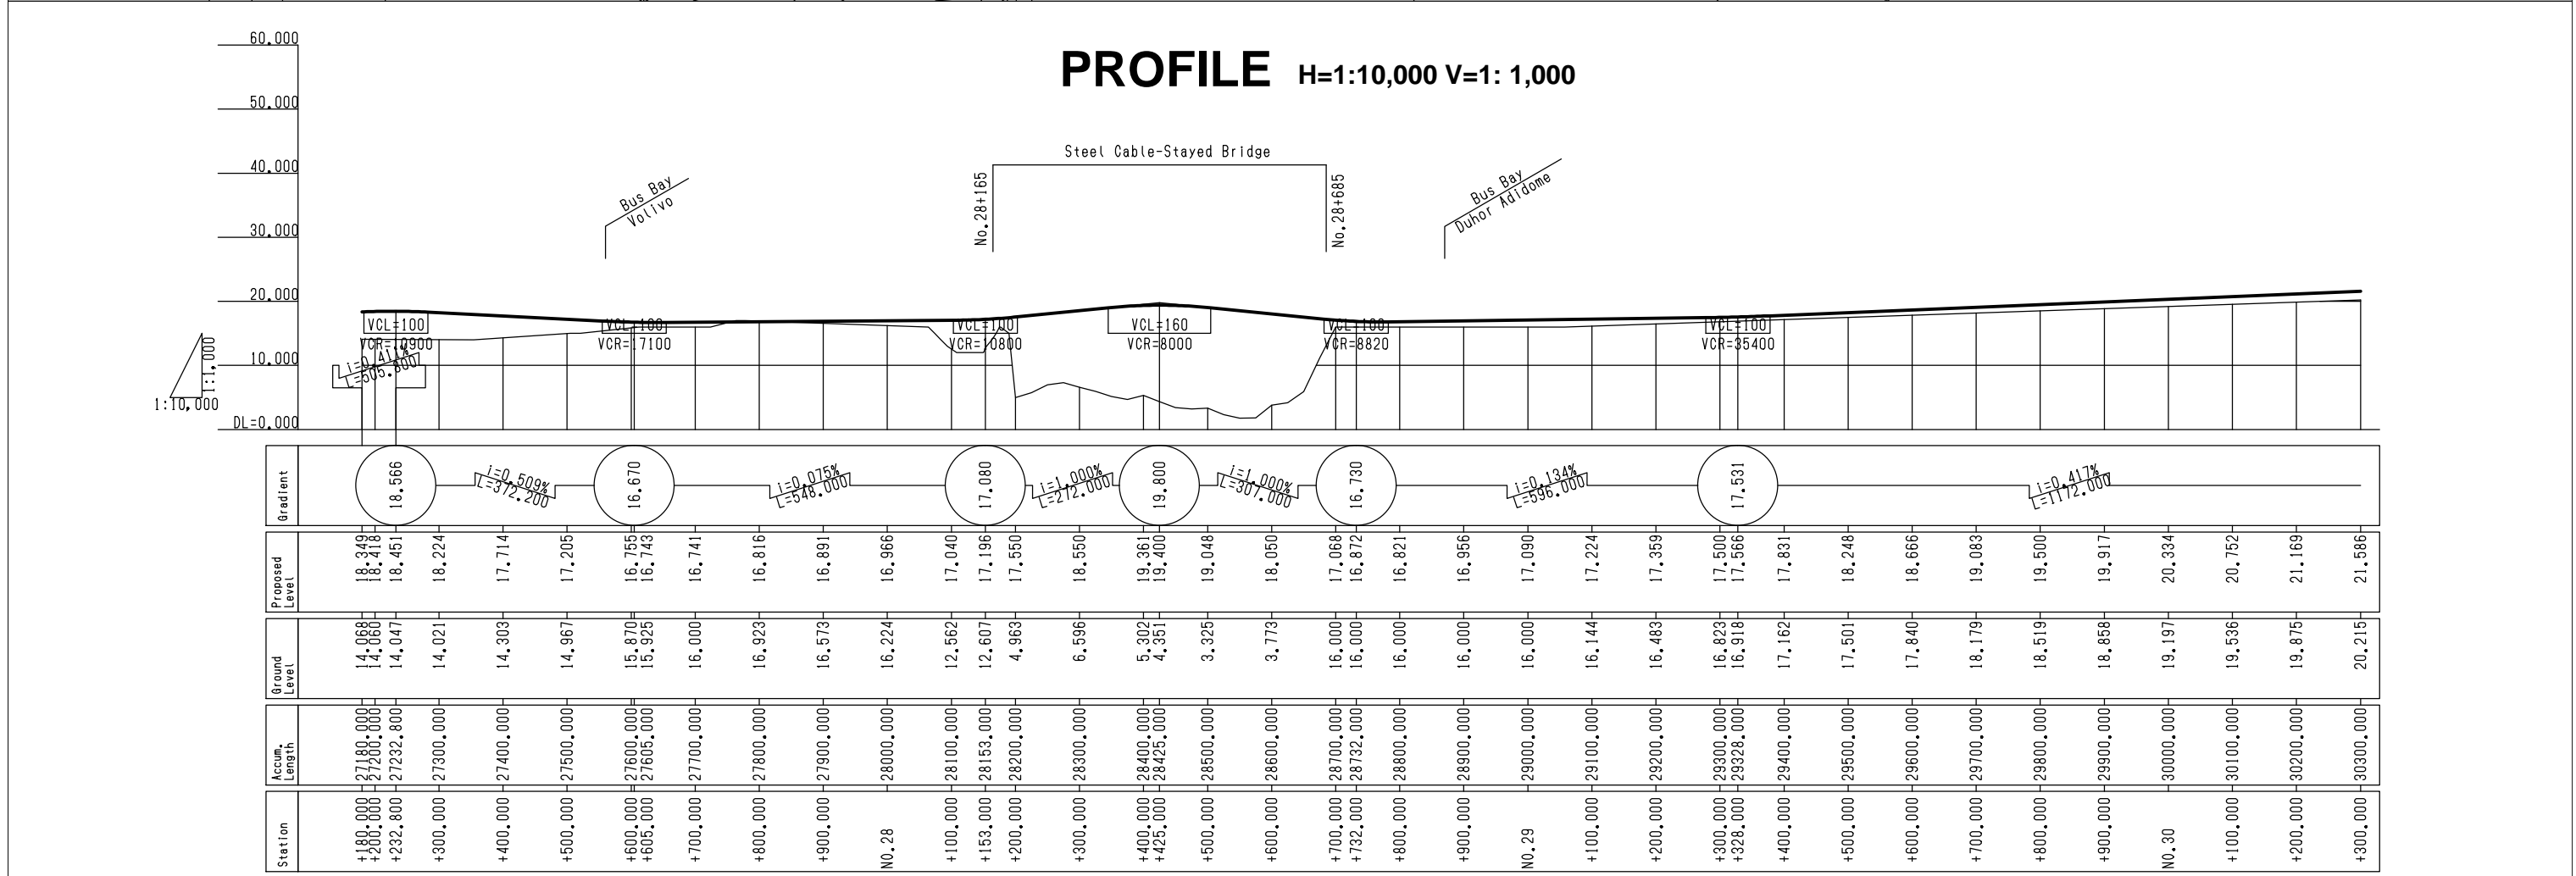 PROFILE H=1:10,000 V=1: 1,000
60.000
50.000
40.000
30.000
20.000
10.000
DL=0.000
1:1,000
1:10,000
Steel Cable-Stayed Bridge
No.28+165
No.28+685
Bus Bay
Volivo
Bus Bay
Duhor Adidome
VCL=100
VCR=10900
VCL=100
VCR=17100
VCL=100
VCR=10800
VCL=160
VCR=8000
VCL=100
VCR=8820
VCL=100
VCR=35400
i=0.411%
L=505.800
Gradient
18.566
i=0.509%
L=372.200
16.670
i=0.075%
L=548.000
17.080
i=1.000%
L=272.000
19.800
i=1.000%
L=307.000
16.730
i=0.134%
L=596.000
17.531
i=0.417%
L=1172.000
Proposed
Level
18.349 18.418 18.451 18.224 17.714 17.205 16.755 16.743 16.741 16.816 16.891 16.966 17.040 17.196 17.550 18.550 19.361 19.400 19.048 18.050 17.068 16.872 16.821 16.956 17.090 17.224 17.359 17.500 17.566 17.831 18.248 18.666 19.083 19.500 19.917 20.334 20.752 21.169 21.586
Ground
Level
14.068 14.060 14.047 14.021 14.303 14.967 15.870 15.925 16.000 16.923 16.573 16.224 12.562 12.607 4.963 6.596 5.302 4.351 3.325 3.773 16.000 16.000 16.000 16.000 16.000 16.144 16.483 16.823 16.918 17.162 17.501 17.840 18.179 18.519 18.858 19.197 19.536 19.875 20.215
Accum.
Length
27180.000 27200.000 27232.800 27300.000 27400.000 27500.000 27600.000 27605.000 27700.000 27800.000 27900.000 28000.000 28100.000 28153.000 28200.000 28300.000 28400.000 28425.000 28500.000 28600.000 28700.000 28732.000 28800.000 28900.000 29000.000 29100.000 29200.000 29300.000 29328.000 29400.000 29500.000 29600.000 29700.000 29800.000 29900.000 30000.000 30100.000 30200.000 30300.000
Station
+180.000 +200.000 +232.800 +300.000 +400.000 +500.000 +600.000 +605.000 +700.000 +800.000 +900.000 NO.28 +100.000 +153.000 +200.000 +300.000 +400.000 +425.000 +500.000 +600.000 +700.000 +732.000 +800.000 +900.000 NO.29 +100.000 +200.000 +300.000 +328.000 +400.000 +500.000 +600.000 +700.000 +800.000 +900.000 NO.30 +100.000 +200.000 +300.000